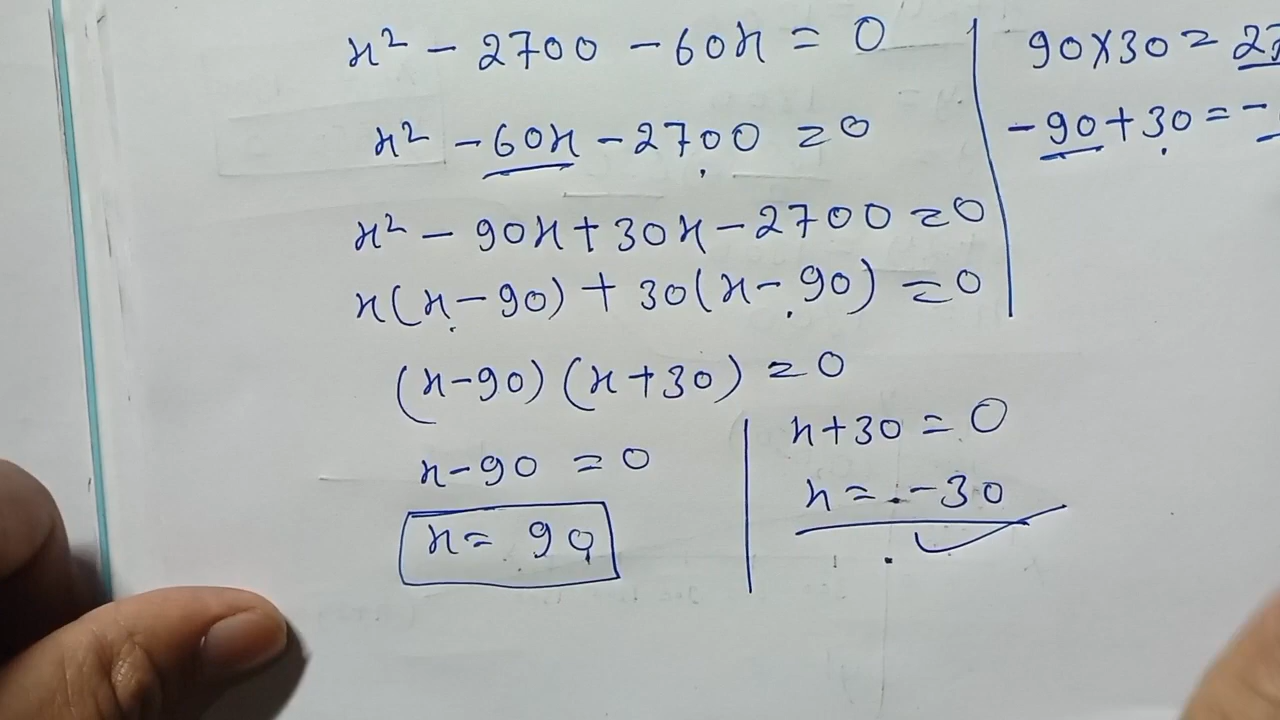 x² - 2700 - 60x = 0
x² - 60x - 2700 = 0
x² - 90x + 30x - 2700 = 0
x(x - 90) + 30(x - 90) = 0
(x - 90) (x + 30) = 0
x - 90 = 0
x = 90
x + 30 = 0
x = -30
90 × 30 = 27
-90 + 30 = -